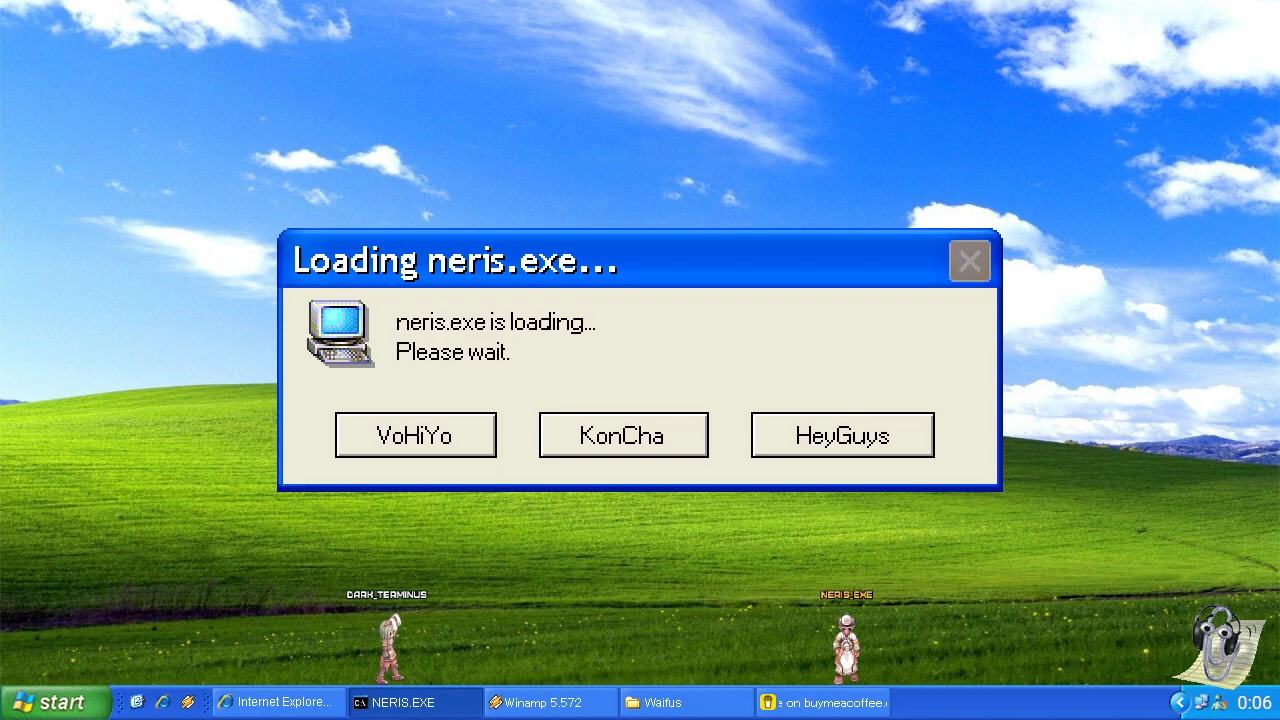 Loading neris.exe...
neris.exe is loading...
Please wait.
VoHiYo KonCha HeyGuys
DARK_TERMINUS NERIS_EXE
start Internet Explore... C:\ NERIS.EXE Winamp 5.572 Waifus e on buymeacoffee. 0:06